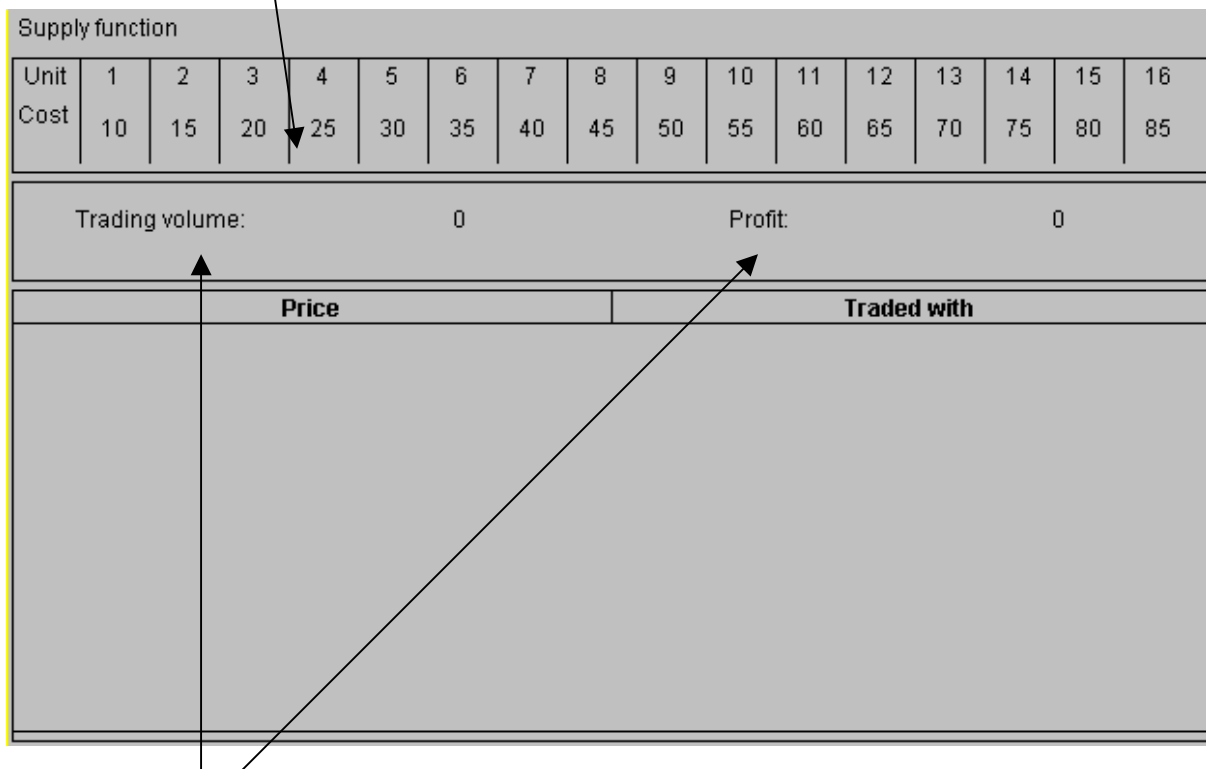 Supply function
Unit 1 2 3 4 5 6 7 8 9 10 11 12 13 14 15 16
Cost 10 15 20 25 30 35 40 45 50 55 60 65 70 75 80 85
Trading volume: 0 Profit: 0
Price Traded with